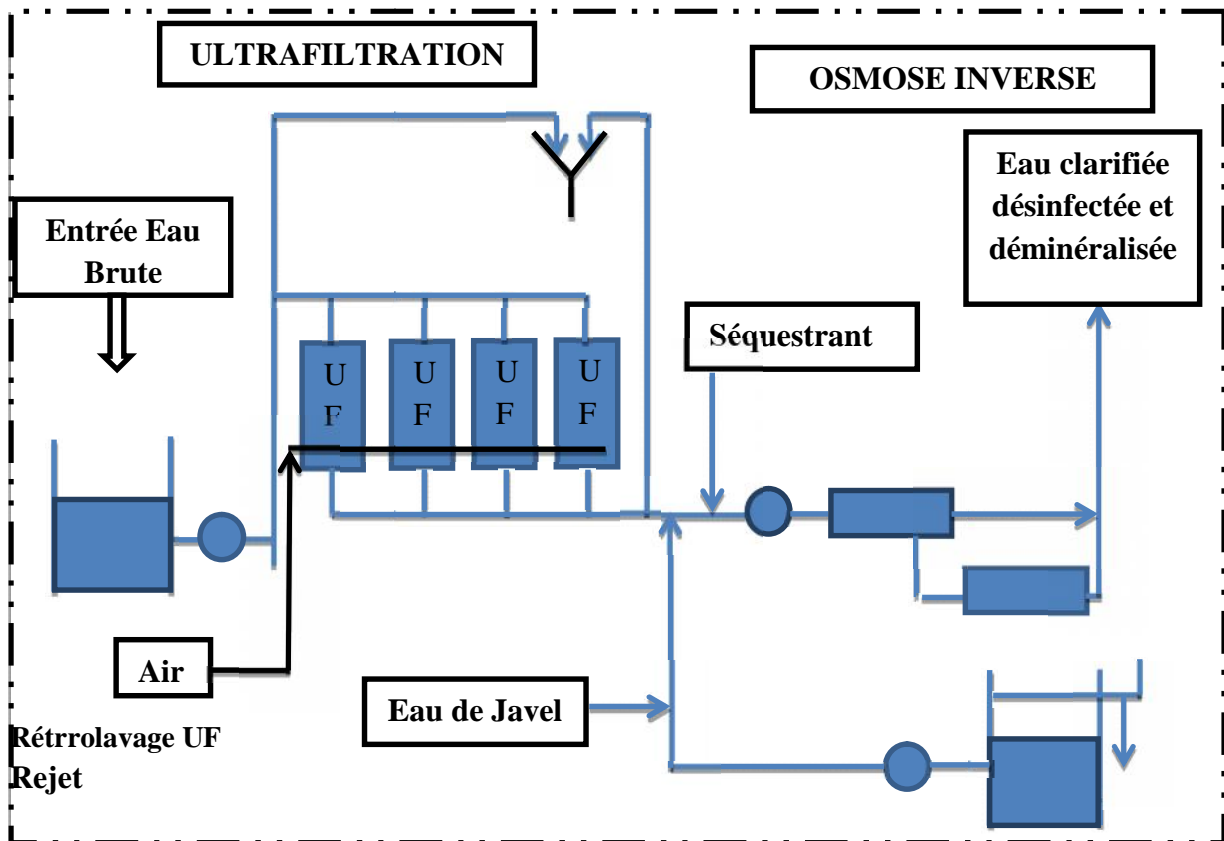 ULTRAFILTRATION
OSMOSE INVERSE
Eau clarifiée
désinfectée et
déminéralisée
Entrée Eau
Brute
Séquestrant
U
F
U
F
U
F
U
F
Air
Eau de Javel
Rétrrolavage UF
Rejet